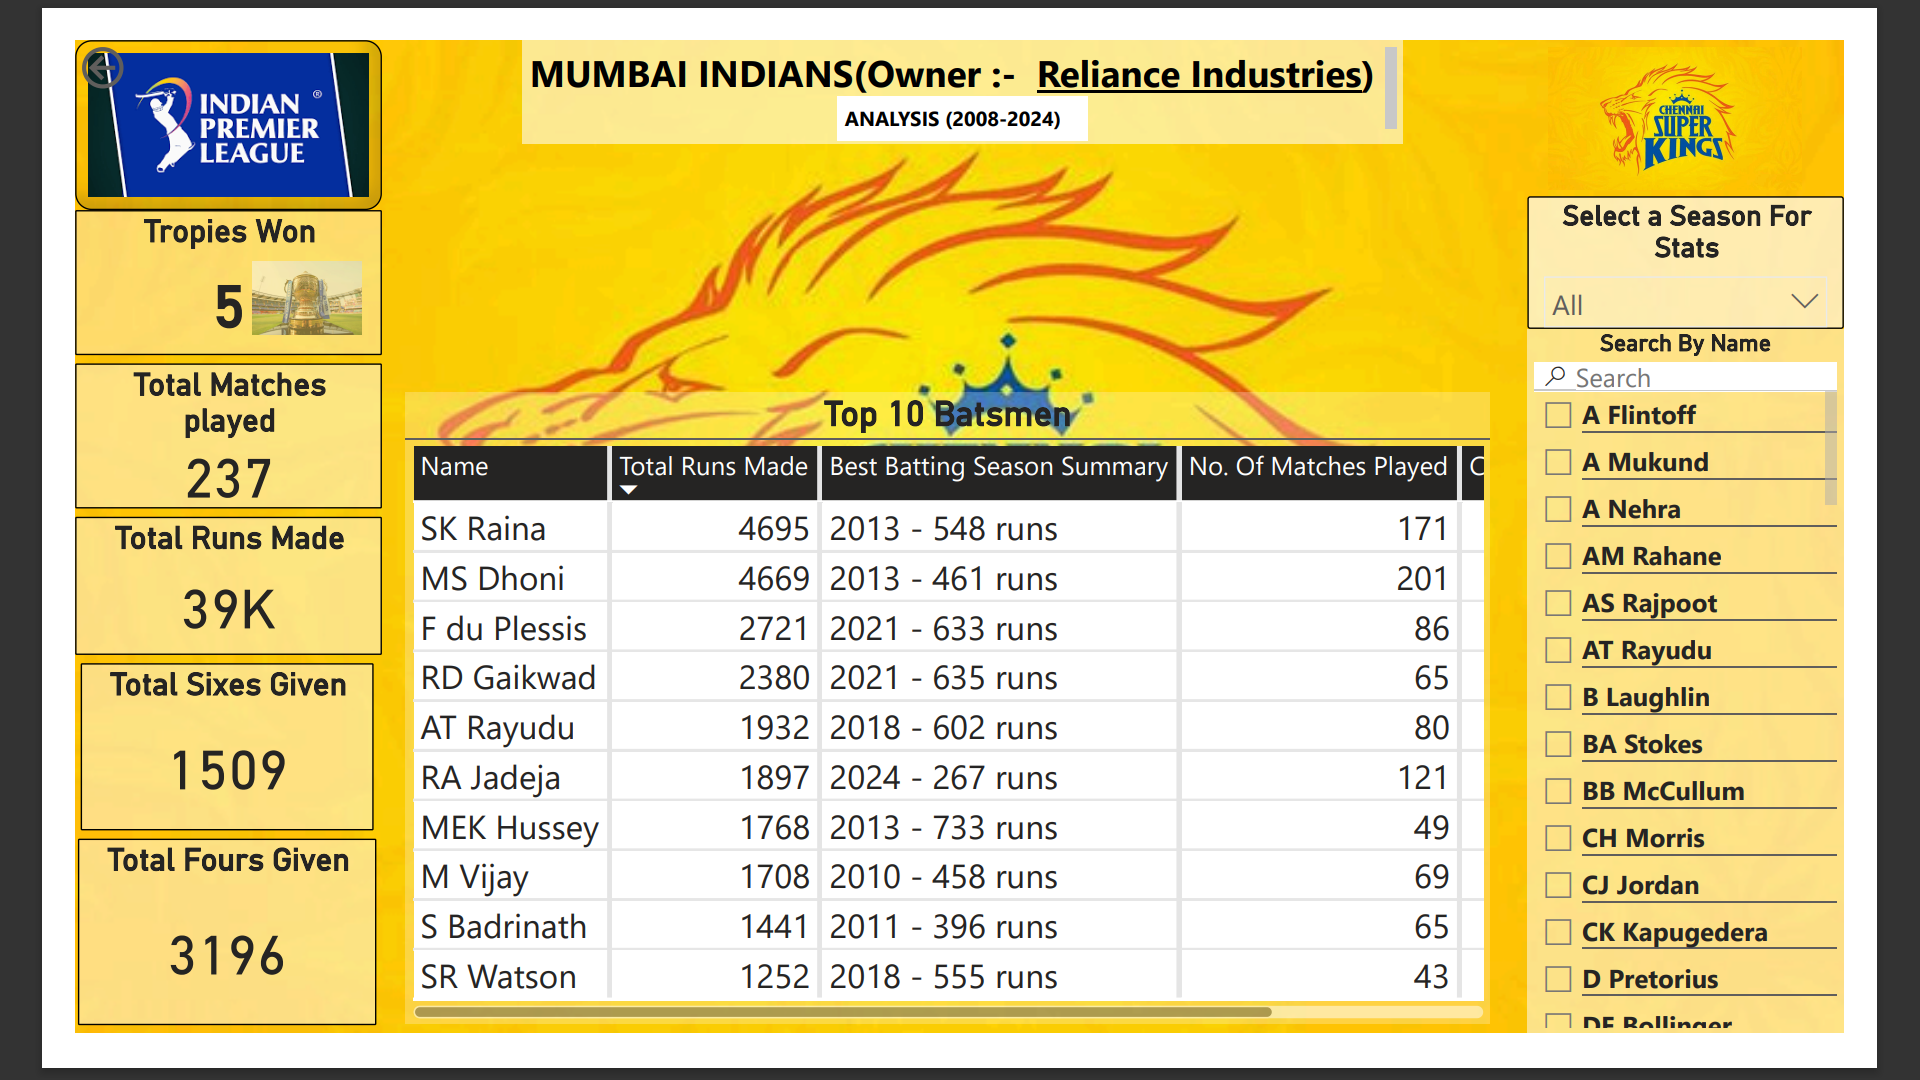 INDIAN
PREMIER
LEAGUE
®
MUMBAI INDIANS(Owner :- Reliance Industries)
ANALYSIS (2008-2024)
CHENNAI
SUPER
KINGS
Tropies Won
5
Total Matches
played
237
Total Runs Made
39K
Total Sixes Given
1509
Total Fours Given
3196
Top 10 Batsmen
Name Total Runs Made Best Batting Season Summary No. Of Matches Played
SK Raina 4695 2013 - 548 runs 171
MS Dhoni 4669 2013 - 461 runs 201
F du Plessis 2721 2021 - 633 runs 86
RD Gaikwad 2380 2021 - 635 runs 65
AT Rayudu 1932 2018 - 602 runs 80
RA Jadeja 1897 2024 - 267 runs 121
MEK Hussey 1768 2013 - 733 runs 49
M Vijay 1708 2010 - 458 runs 69
S Badrinath 1441 2011 - 396 runs 65
SR Watson 1252 2018 - 555 runs 43
Select a Season For
Stats
All
Search By Name
Search
A Flintoff
A Mukund
A Nehra
AM Rahane
AS Rajpoot
AT Rayudu
B Laughlin
BA Stokes
BB McCullum
CH Morris
CJ Jordan
CK Kapugedera
D Pretorius
DE Bollinger